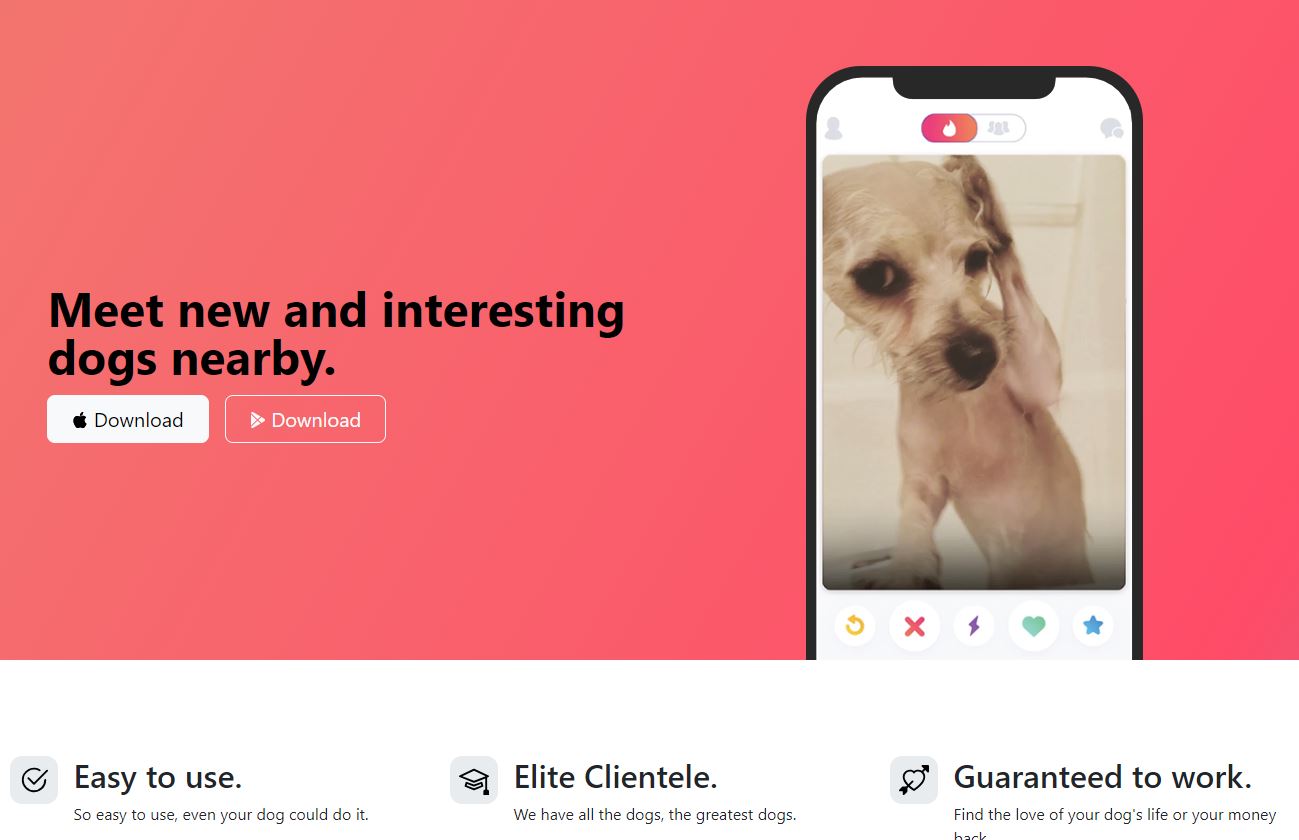 Meet new and interesting
dogs nearby.
Download
Download
Easy to use.
So easy to use, even your dog could do it.
Elite Clientele.
We have all the dogs, the greatest dogs.
Guaranteed to work.
Find the love of your dog's life or your money
back.